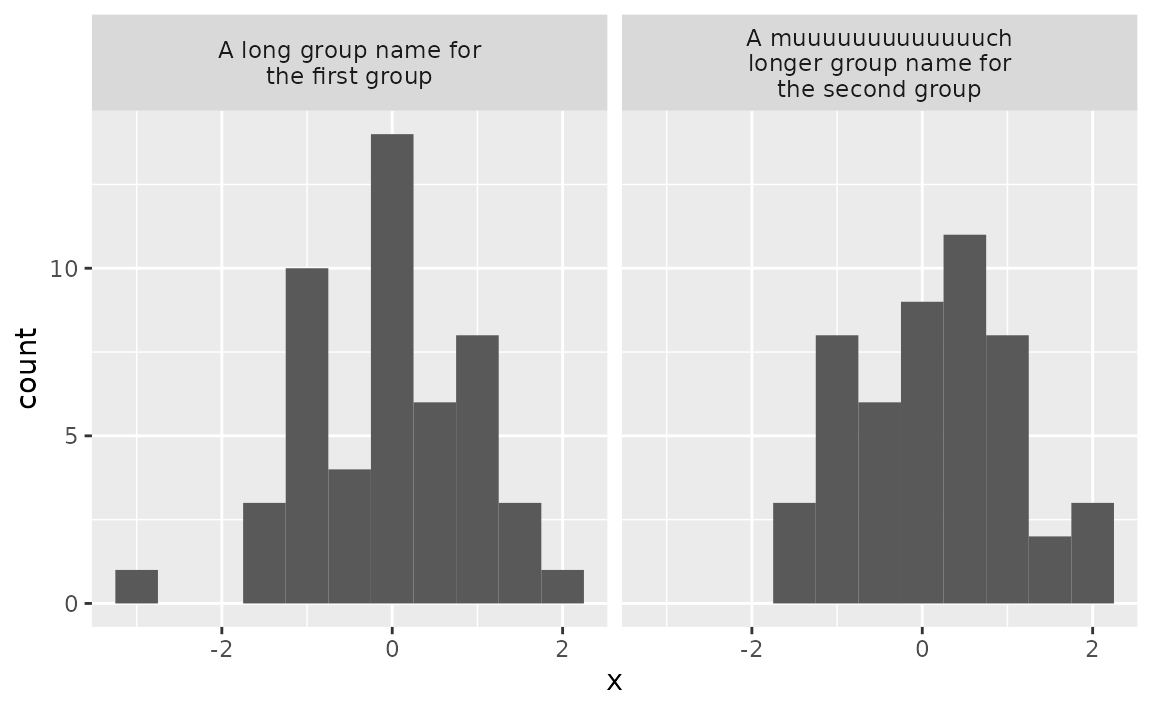 A long group name for
the first group
A muuuuuuuuuuuuuch
longer group name for
the second group
10
5
0
count
-2
0
2
-2
0
2
x